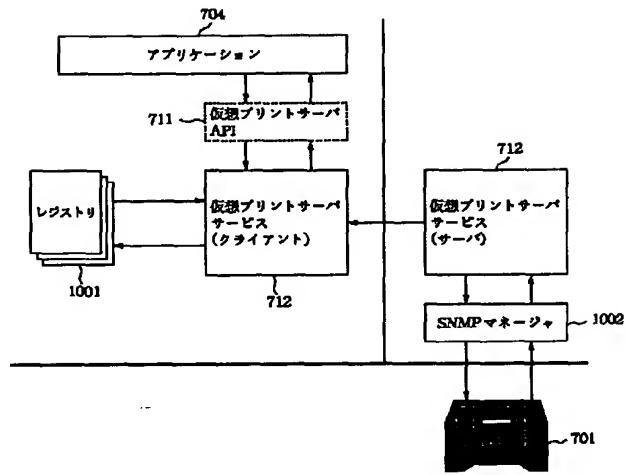 704
アプリケーション
711
仮想プリントサーバ
API
レジストリ
1001
仮想プリントサーバ
サービス
(クライアント)
712
712
仮想プリントサーバ
サービス
(サーバ)
SNMPマネージャ
1002
701